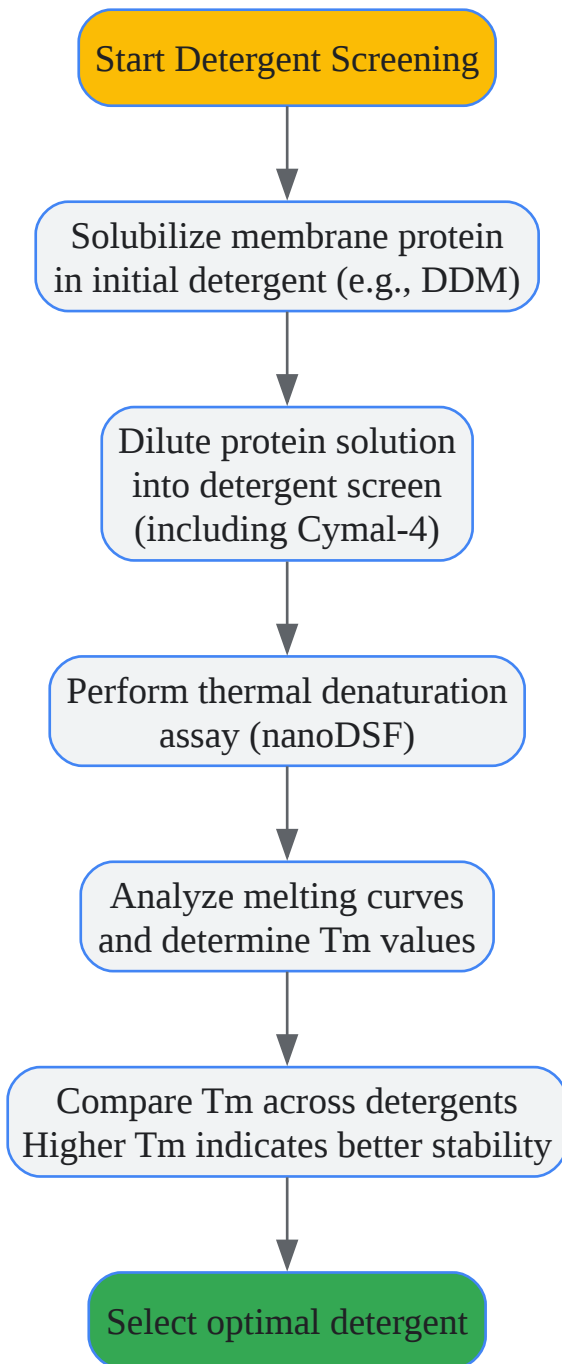 Start Detergent Screening
Solubilize membrane protein
in initial detergent (e.g., DDM)
Dilute protein solution
into detergent screen
(including Cymal-4)
Perform thermal denaturation
assay (nanoDSF)
Analyze melting curves
and determine Tm values
Compare Tm across detergents
Higher Tm indicates better stability
Select optimal detergent